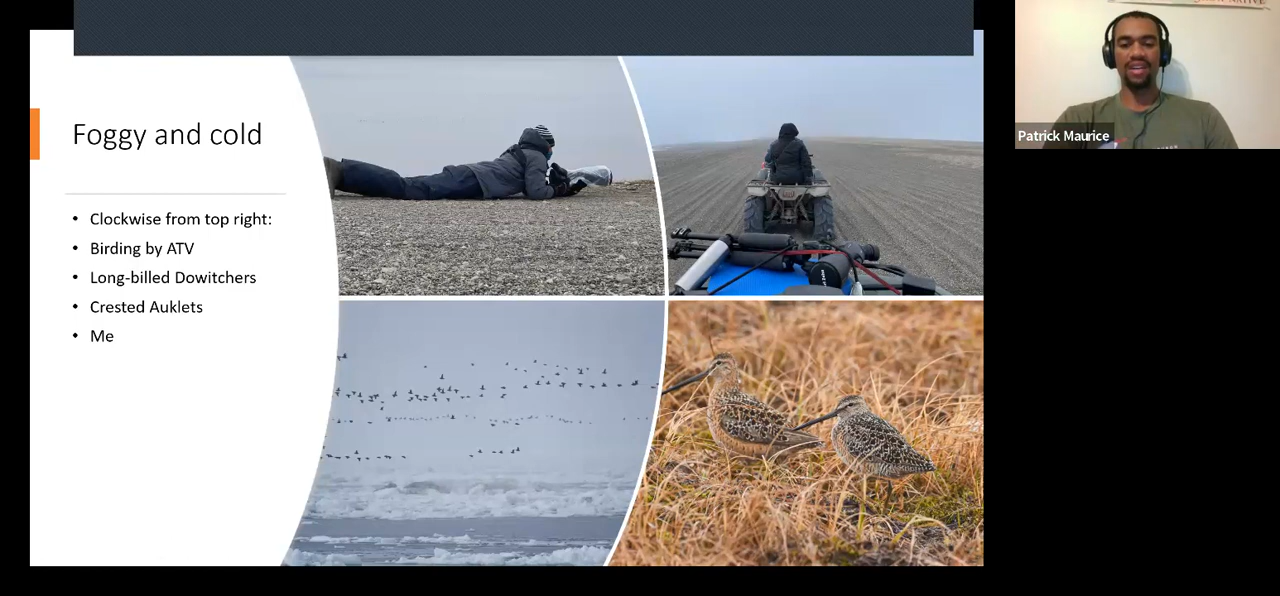 Foggy and cold
• Clockwise from top right:
• Birding by ATV
• Long-billed Dowitchers
• Crested Auklets
• Me
Patrick Maurice